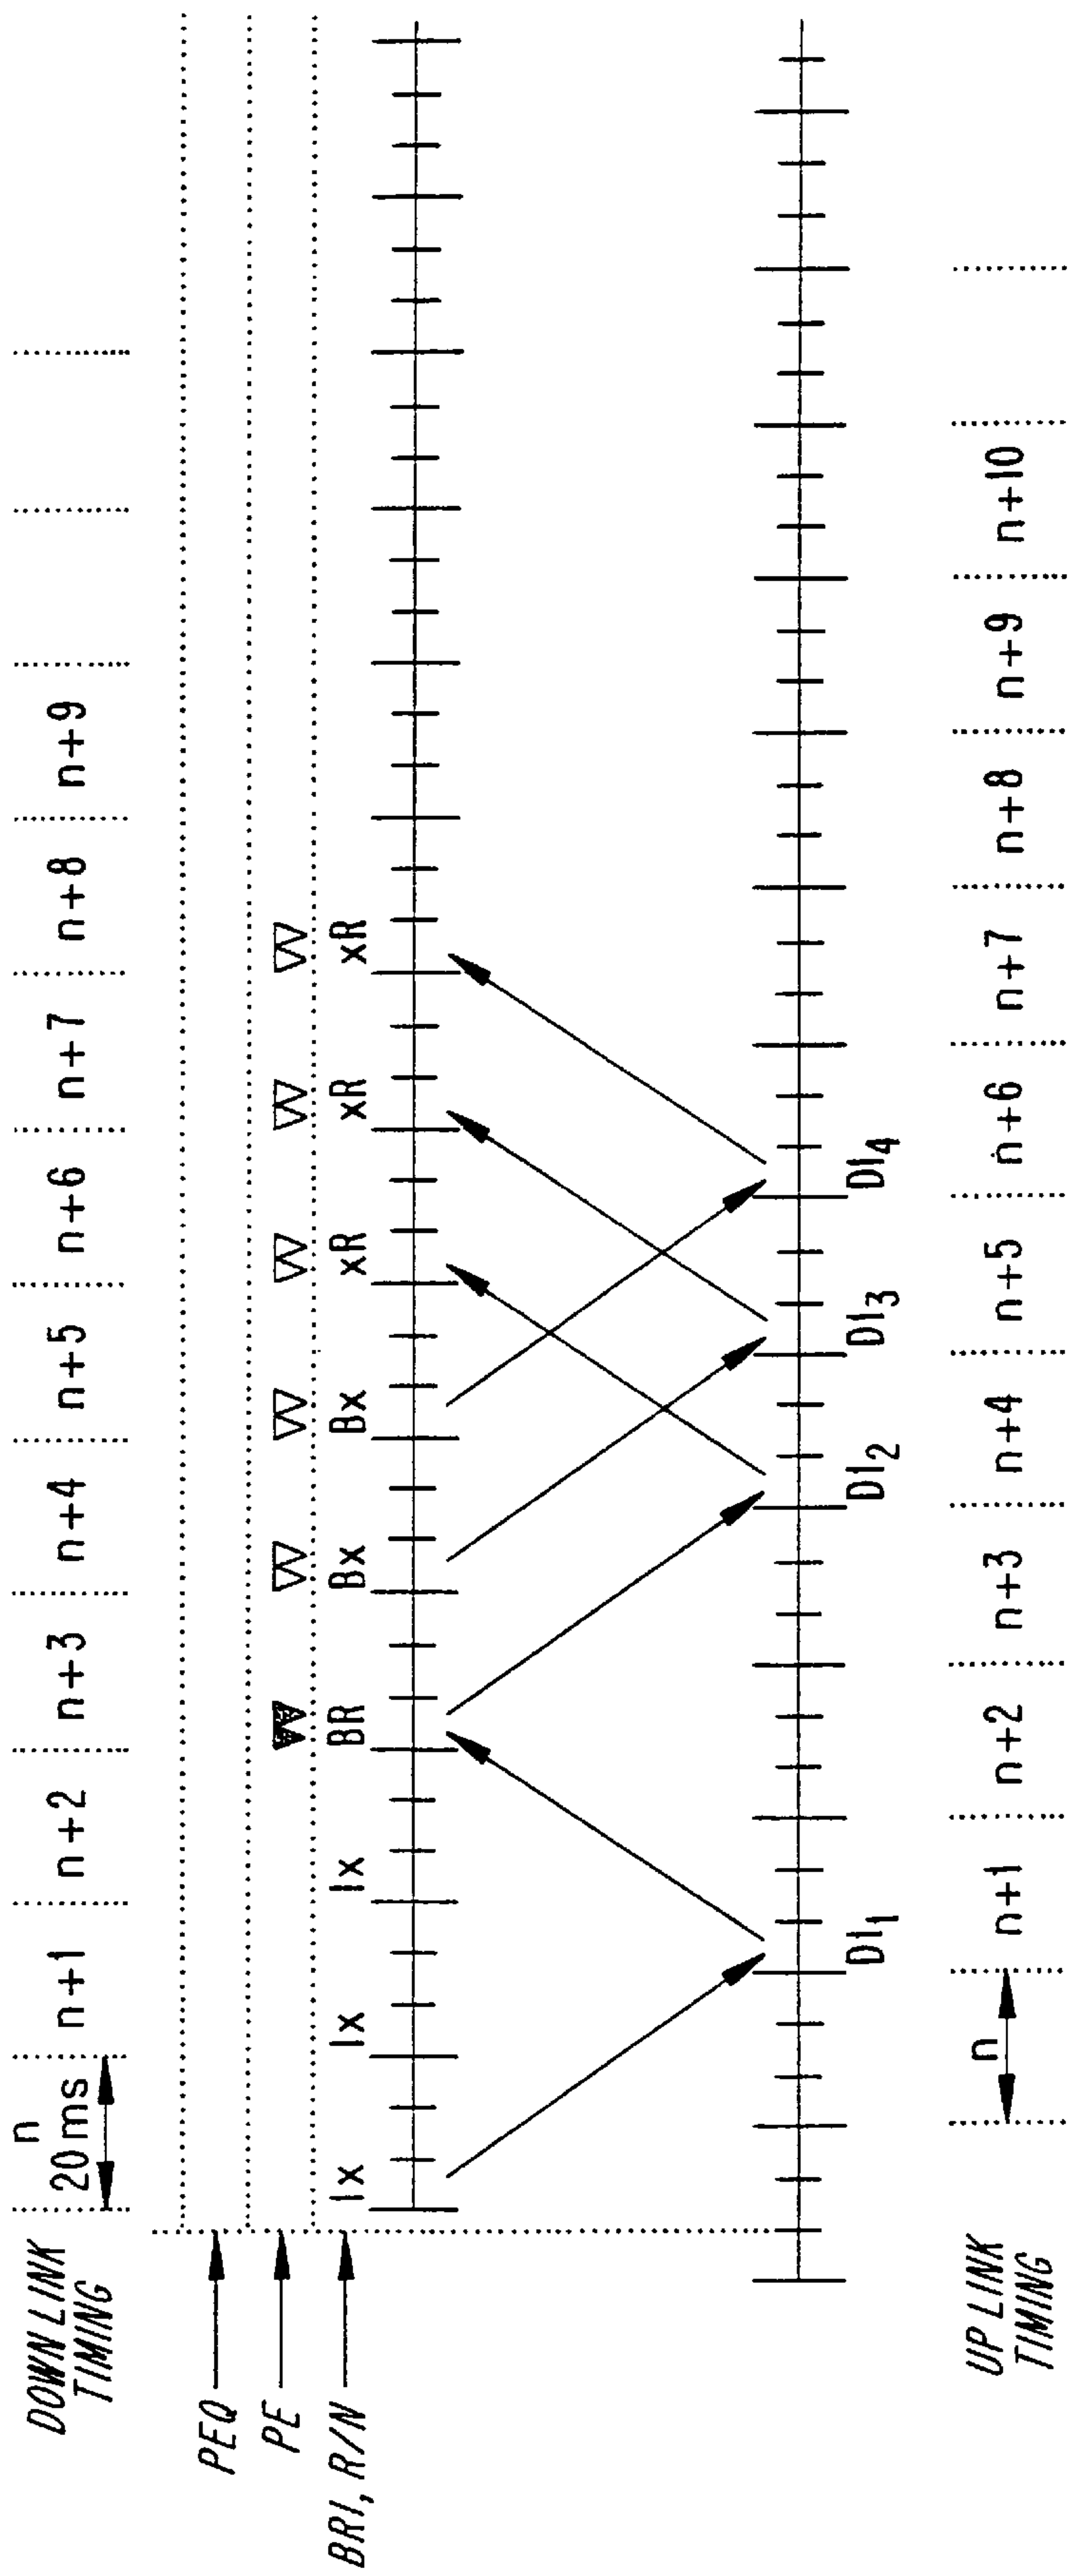 DOWN LINK
TIMING
n
20 ms
n+1
n+2
n+3
n+4
n+5
n+6
n+7
n+8
n+9
PEQ
PE
BRI, R/N
Ix
Ix
Ix
BR
Bx
Bx
xR
xR
xR
DI1
DI2
DI3
DI4
UP LINK
TIMING
n
n+1
n+2
n+3
n+4
n+5
n+6
n+7
n+8
n+9
n+10